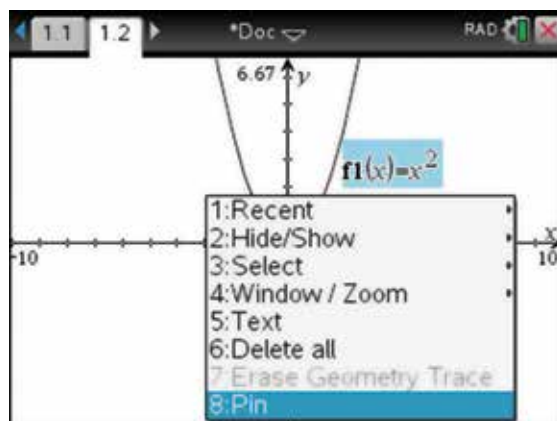 1.1 1.2 *Doc RAD
6.67 y
f1(x)=x²
-10 x 10
1:Recent
2:Hide/Show
3:Select
4:Window / Zoom
5:Text
6:Delete all
7:Erase Geometry Trace
8:Pin